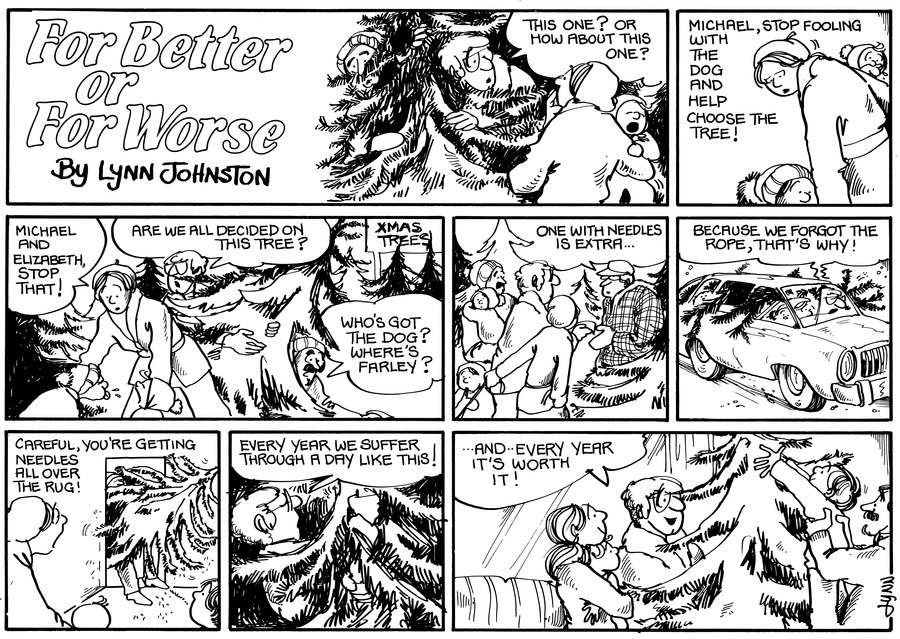 For Better
or
For Worse
By LYNN JOHNSTON
THIS ONE? OR
HOW ABOUT THIS
ONE?
MICHAEL, STOP FOOLING
WITH
THE
DOG
AND
HELP
CHOOSE THE
TREE!
MICHAEL
AND
ELIZABETH,
STOP
THAT!
ARE WE ALL DECIDED ON
THIS TREE?
XMAS
TREES
WHO'S GOT
THE DOG?
WHERE'S
FARLEY?
ONE WITH NEEDLES
IS EXTRA...
BECAUSE WE FORGOT THE
ROPE, THAT'S WHY!
CAREFUL, YOU'RE GETTING
NEEDLES
ALL OVER
THE RUG!
EVERY YEAR WE SUFFER
THROUGH A DAY LIKE THIS!
...AND..EVERY YEAR
IT'S WORTH
IT!
Lynn